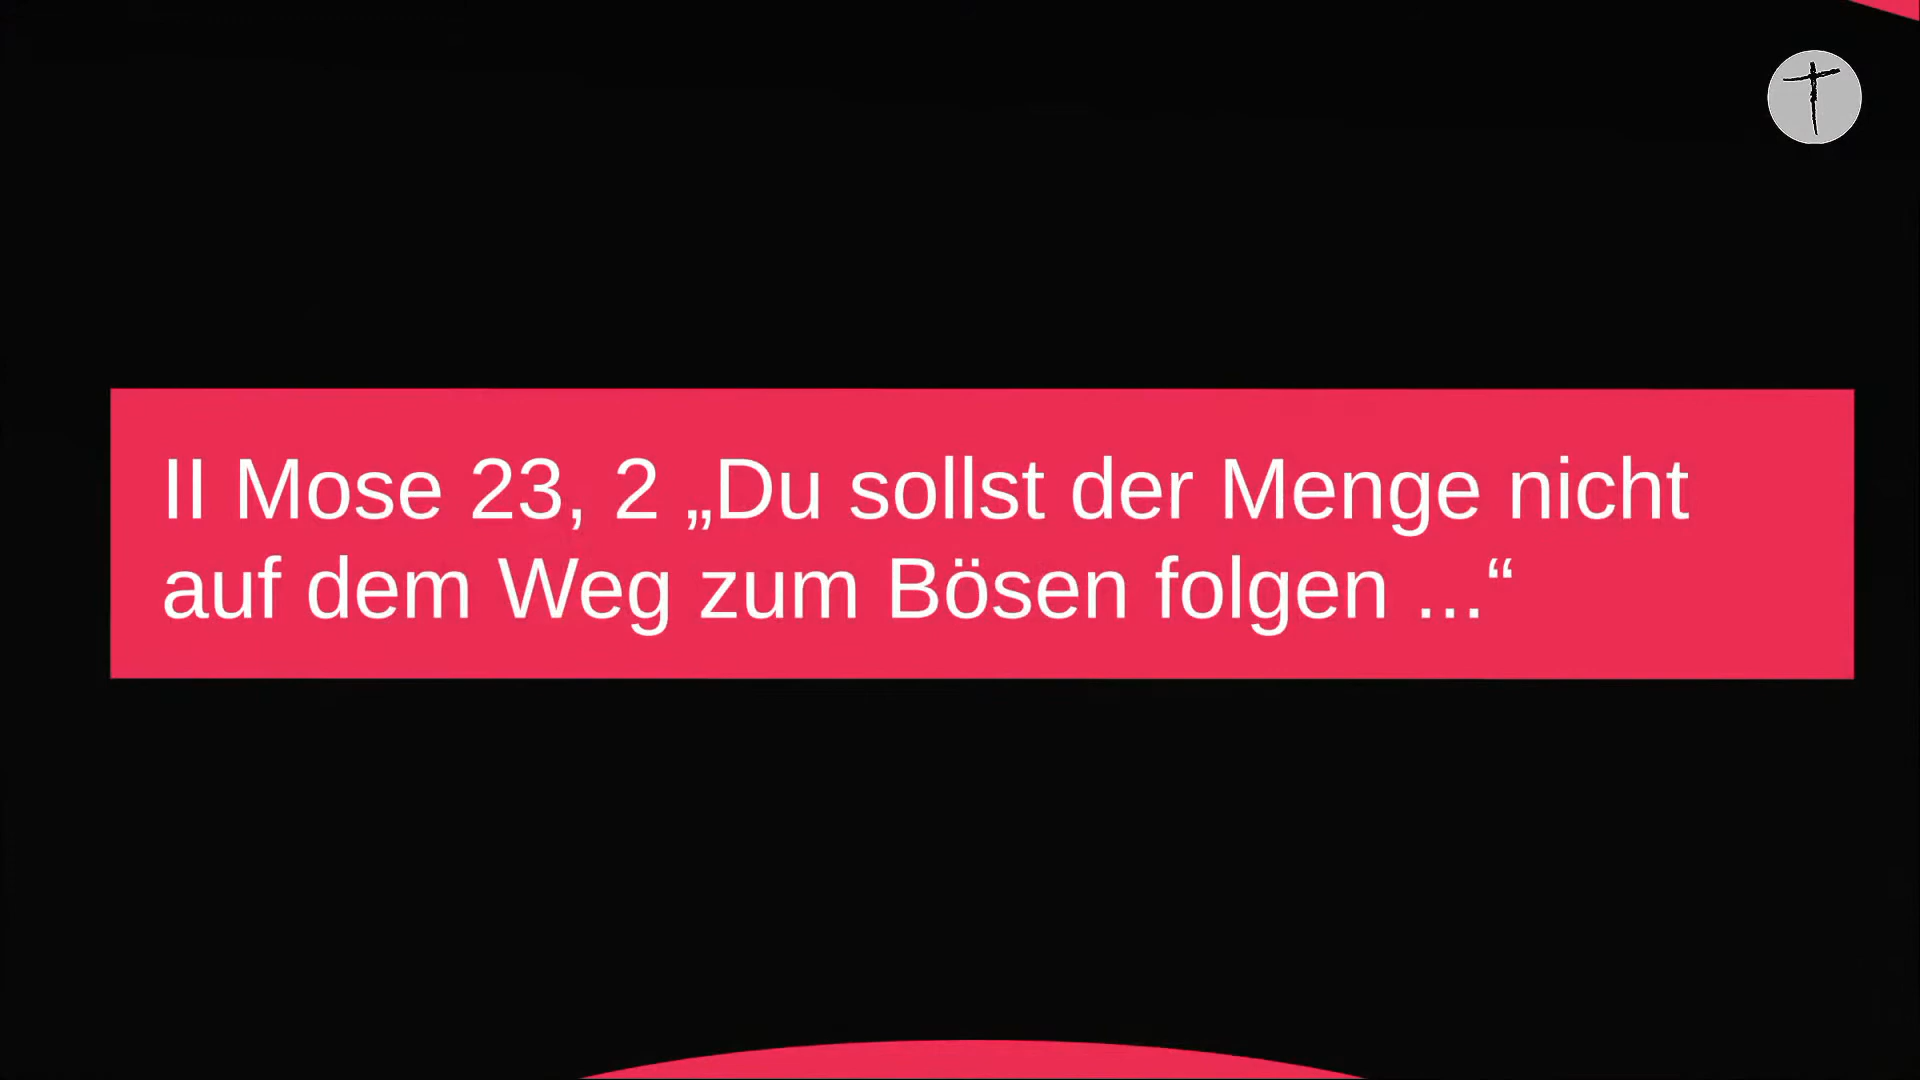 II Mose 23, 2 „Du sollst der Menge nicht
auf dem Weg zum Bösen folgen ...“